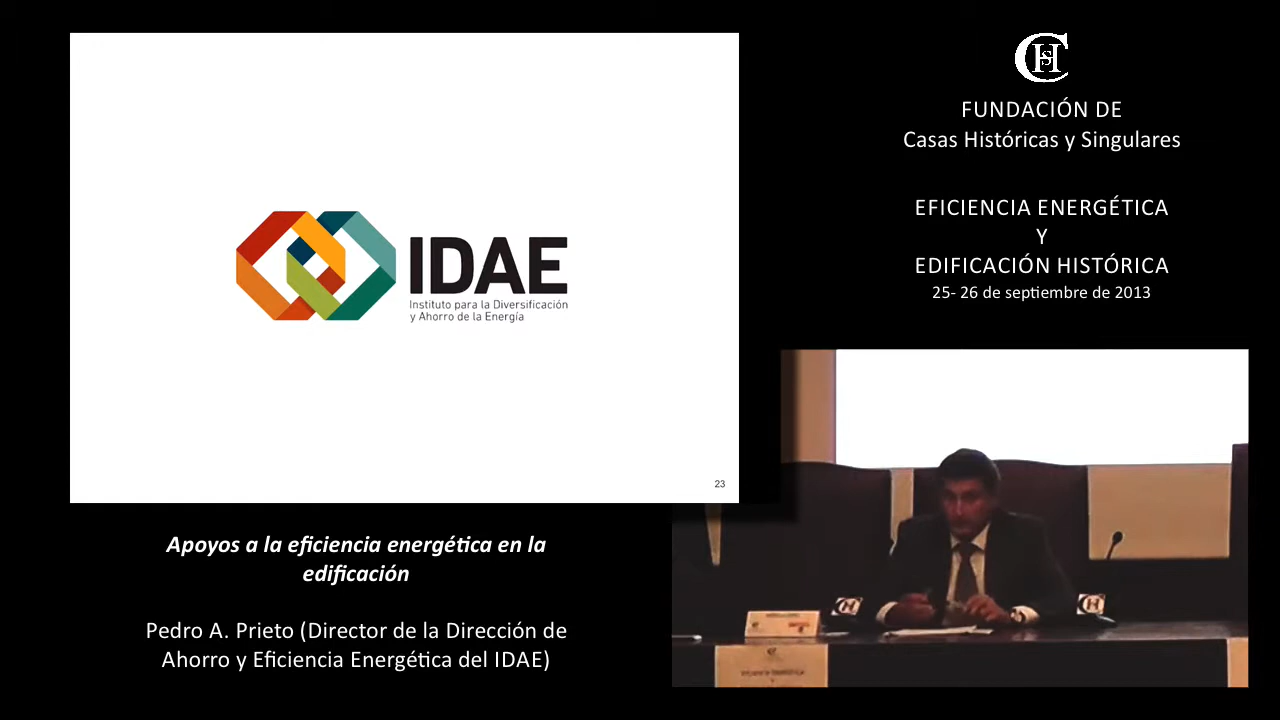 IDAE
Instituto para la Diversificación
y Ahorro de la Energía
23
CHS
FUNDACIÓN DE
Casas Históricas y Singulares
EFICIENCIA ENERGÉTICA
Y
EDIFICACIÓN HISTÓRICA
25- 26 de septiembre de 2013
Apoyos a la eficiencia energética en la
edificación
Pedro A. Prieto (Director de la Dirección de
Ahorro y Eficiencia Energética del IDAE)